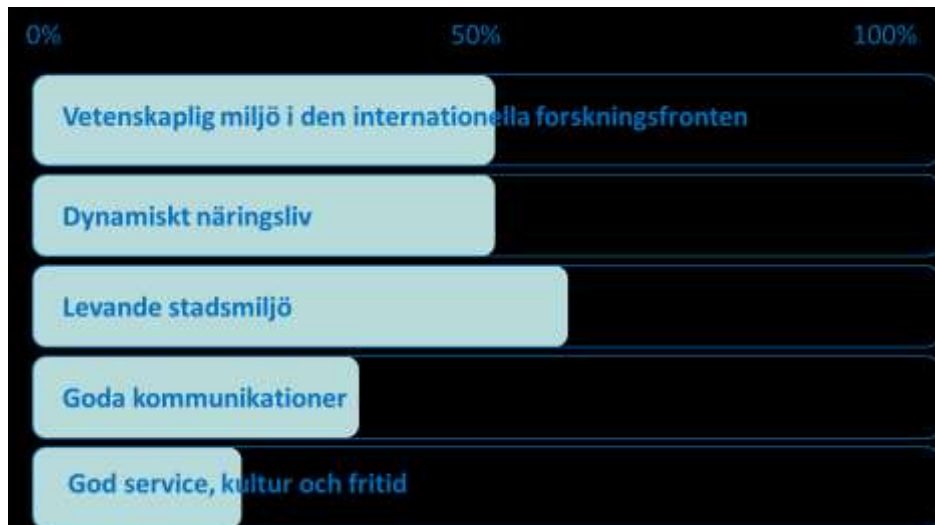 0% 50% 100%
Vetenskaplig miljö i den internationella forskningsfronten
Dynamiskt näringsliv
Levande stadsmiljö
Goda kommunikationer
God service, kultur och fritid